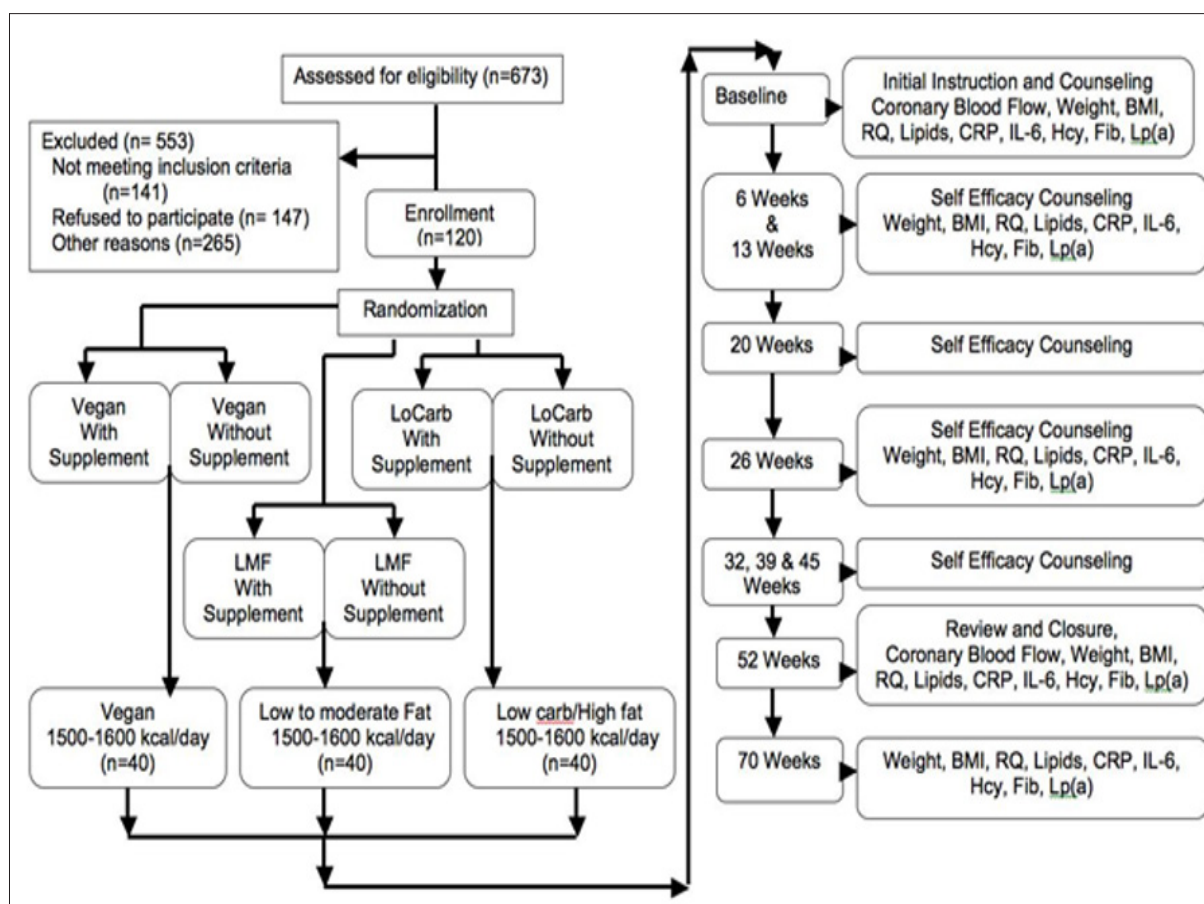 Assessed for eligibility (n=673)
Excluded (n= 553)
Not meeting inclusion criteria
(n=141)
Refused to participate (n= 147)
Other reasons (n=265)
Enrollment
(n=120)
Randomization
Vegan
With
Supplement
Vegan
Without
Supplement
LoCarb
With
Supplement
LoCarb
Without
Supplement
LMF
With
Supplement
LMF
Without
Supplement
Vegan
1500-1600 kcal/day
(n=40)
Low to moderate Fat
1500-1600 kcal/day
(n=40)
Low carb/High fat
1500-1600 kcal/day
(n=40)
Baseline
Initial Instruction and Counseling
Coronary Blood Flow, Weight, BMI,
RQ, Lipids, CRP, IL-6, Hcy, Fib, Lp(a)
6 Weeks
&
13 Weeks
Self Efficacy Counseling
Weight, BMI, RQ, Lipids, CRP, IL-6,
Hcy, Fib, Lp(a)
20 Weeks
Self Efficacy Counseling
26 Weeks
Self Efficacy Counseling
Weight, BMI, RQ, Lipids, CRP, IL-6,
Hcy, Fib, Lp(a)
32, 39 & 45
Weeks
Self Efficacy Counseling
52 Weeks
Review and Closure,
Coronary Blood Flow, Weight, BMI,
RQ, Lipids, CRP, IL-6, Hcy, Fib, Lp(a)
70 Weeks
Weight, BMI, RQ, Lipids, CRP, IL-6,
Hcy, Fib, Lp(a)